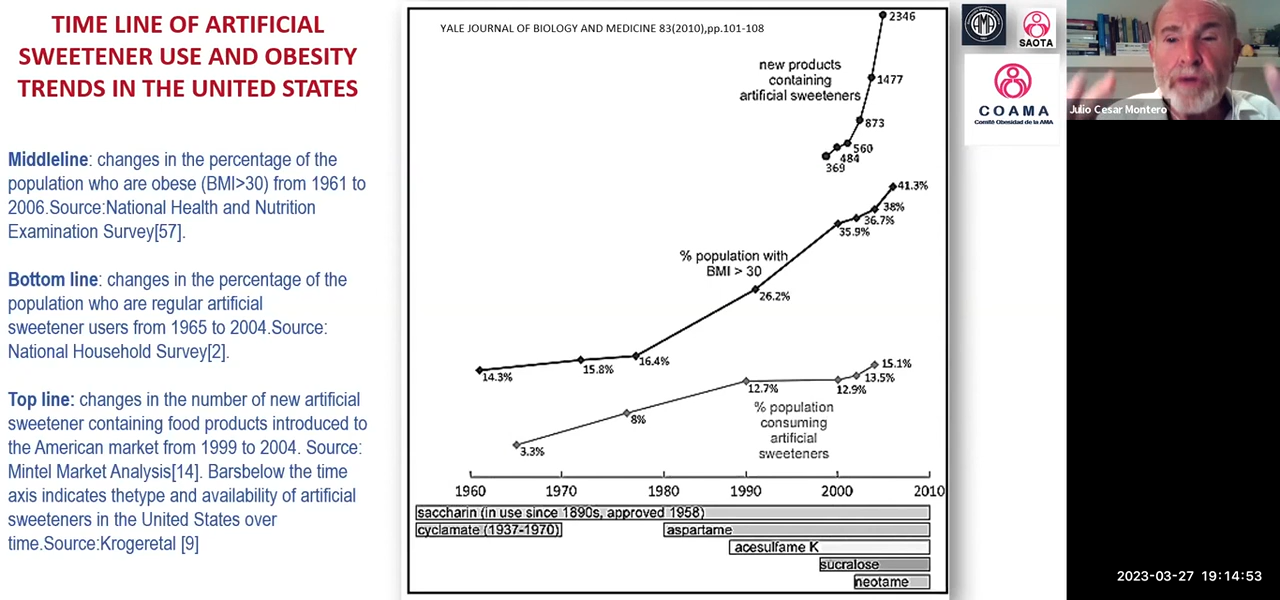 TIME LINE OF ARTIFICIAL
SWEETENER USE AND OBESITY
TRENDS IN THE UNITED STATES
Middleline: changes in the percentage of the
population who are obese (BMI>30) from 1961 to
2006.Source:National Health and Nutrition
Examination Survey[57].
Bottom line: changes in the percentage of the
population who are regular artificial
sweetener users from 1965 to 2004.Source:
National Household Survey[2].
Top line: changes in the number of new artificial
sweetener containing food products introduced to
the American market from 1999 to 2004. Source:
Mintel Market Analysis[14]. Barsbelow the time
axis indicates thetype and availability of artificial
sweeteners in the United States over
time.Source:Krogeretal [9]
YALE JOURNAL OF BIOLOGY AND MEDICINE 83(2010),pp.101-108
2346
new products
containing
artificial sweeteners
1477
873
560
484
369
41.3%
38%
36.7%
35.9%
% population with
BMI > 30
26.2%
16.4%
15.8%
14.3%
15.1%
13.5%
12.9%
12.7%
% population
consuming
artificial
sweeteners
8%
3.3%
1960 1970 1980 1990 2000 2010
saccharin (in use since 1890s, approved 1958)
cyclamate (1937-1970)
aspartame
acesulfame K
sucralose
neotame
AMA
SAOTA
COAMA
Comité Obesidad de la AMA
Julio Cesar Montero
2023-03-27 19:14:53